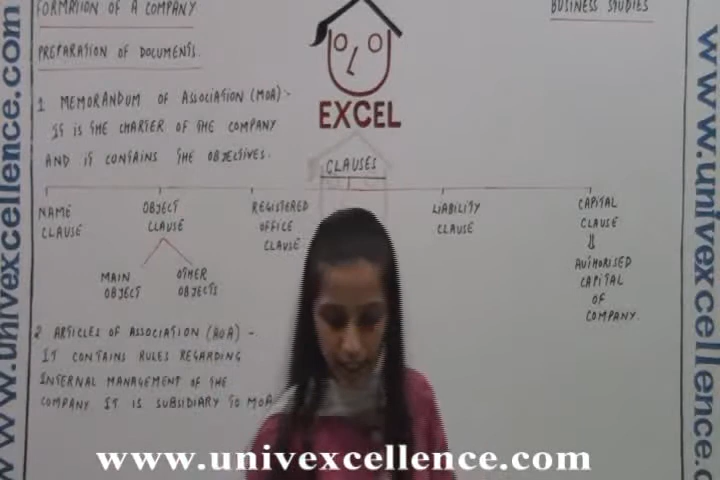 FORMATION OF A COMPANY
BUSINESS STUDIES
PREPARATION OF DOCUMENTS.
1 MEMORANDUM OF ASSOCIATION (MOA):-
IT IS THE CHARTER OF THE COMPANY
AND IT CONTAINS THE OBJECTIVES.
EXCEL
CLAUSES
NAME
CLAUSE
OBJECT
CLAUSE
MAIN
OBJECT
OTHER
OBJECTS
REGISTERED
OFFICE
CLAUSE
LIABILITY
CLAUSE
CAPITAL
CLAUSE
AUTHORISED
CAPITAL
OF
COMPANY.
2 ARTICLES OF ASSOCIATION (AOA) -
IT CONTAINS RULES REGARDING
INTERNAL MANAGEMENT OF THE
COMPANY IT IS SUBSIDIARY TO MOA
www.univexcellence.com
www.univexcellence.com
www.univexcellence.com